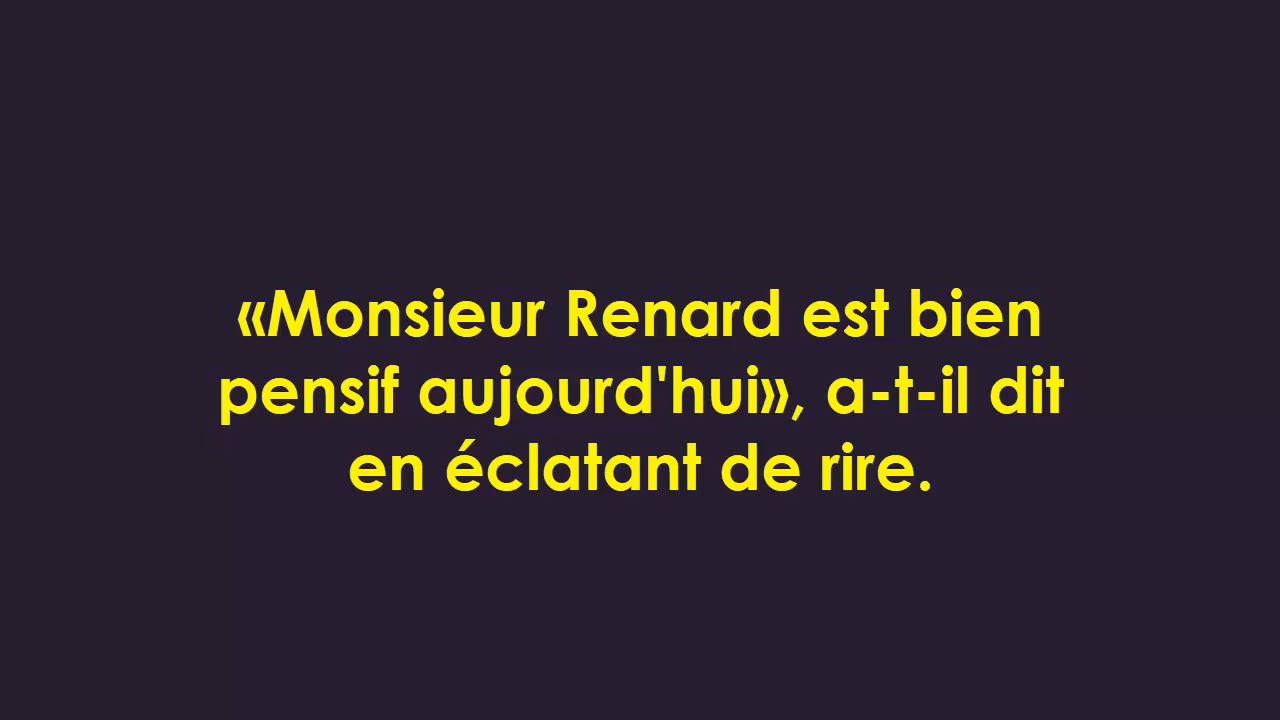 «Monsieur Renard est bien
pensif aujourd'hui», a-t-il dit
en éclatant de rire.